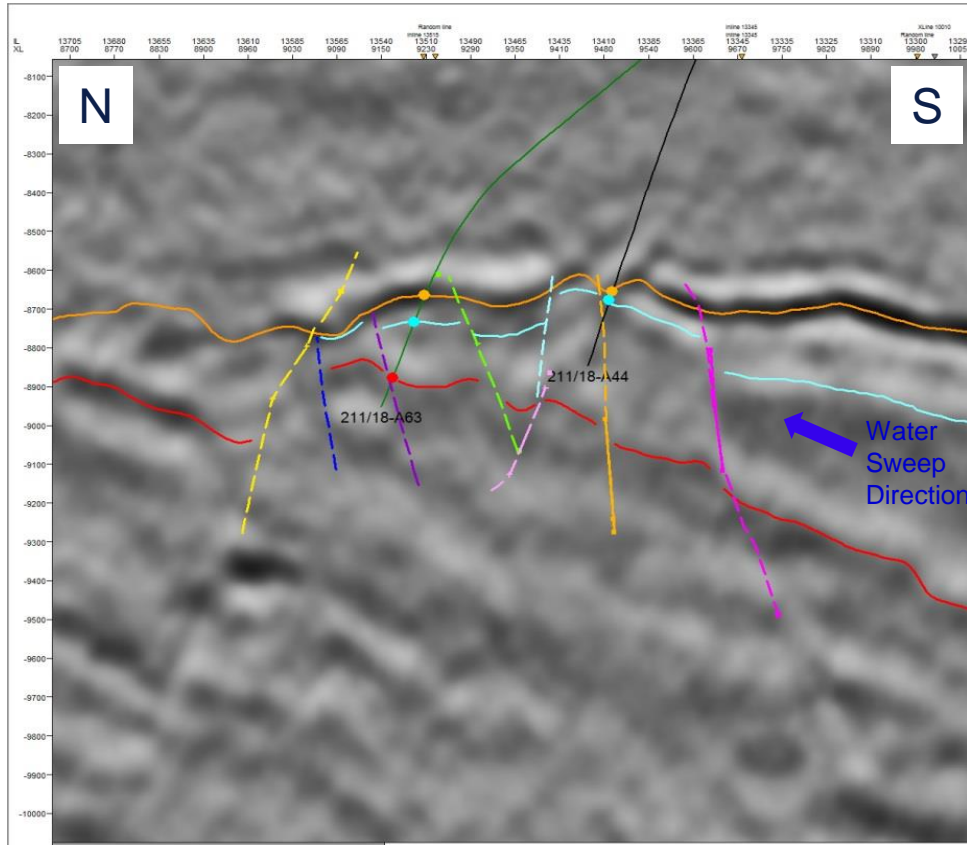 Random line
Inline 13515
Inline 13345
Inline 13345
XLine 10010
Random line
IL 13705 13680 13655 13635 13610 13585 13565 13540 13510 13490 13465 13435 13410 13385 13365 13345 13335 13325 13310 13300 1329
XL 8700 8770 8830 8900 8960 9030 9090 9150 9230 9290 9350 9410 9480 9540 9600 9670 9750 9820 9890 9980 1005
N
S
-8100
-8200
-8300
-8400
-8500
-8600
-8700
-8800
-8900
-9000
-9100
-9200
-9300
-9400
-9500
-9600
-9700
-9800
-9900
-10000
211/18-A44
211/18-A63
Water
Sweep
Direction